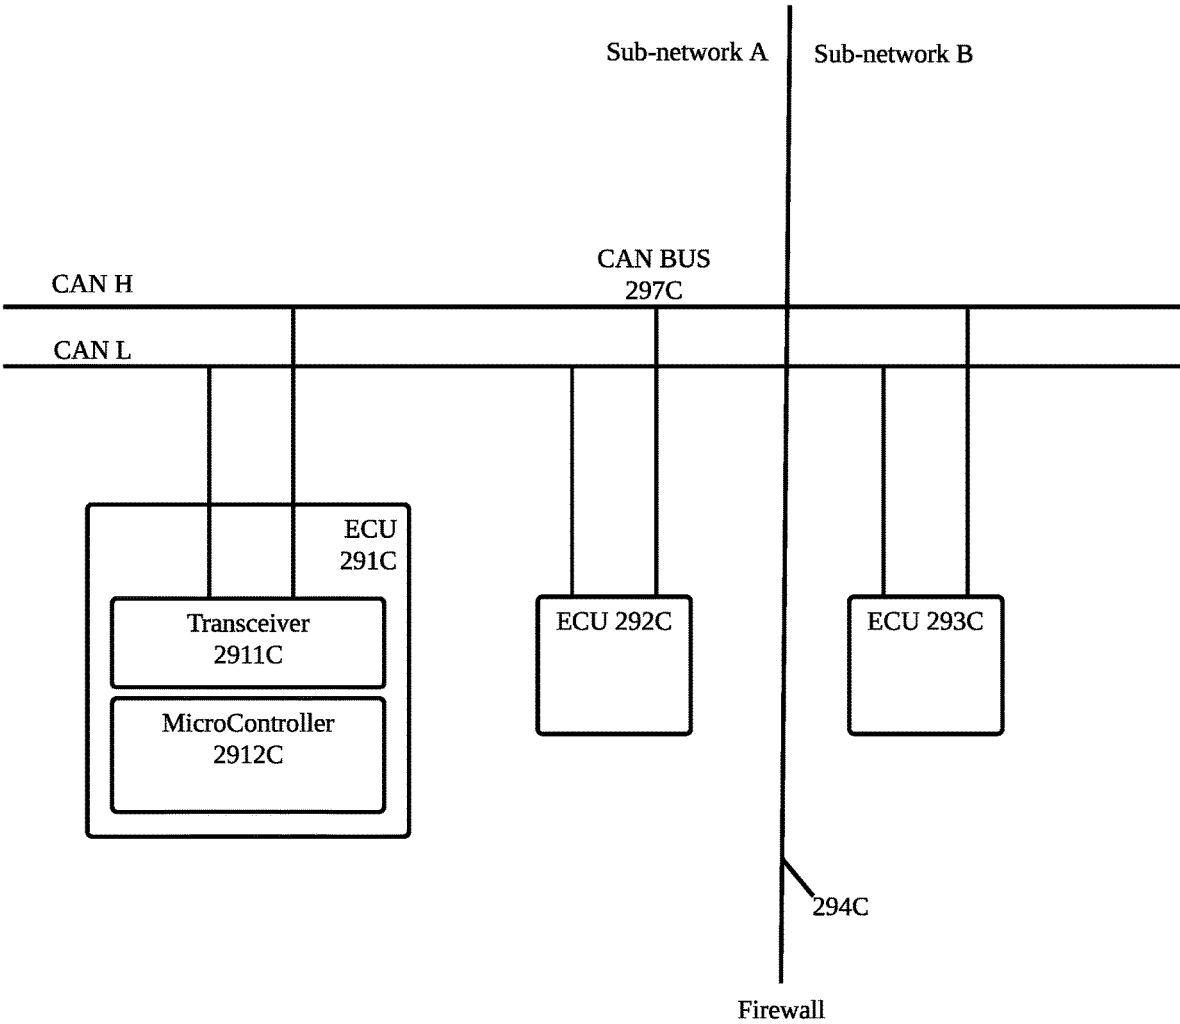 Sub-network A
Sub-network B
CAN BUS
297C
CAN H
CAN L
ECU
291C
Transceiver
2911C
MicroController
2912C
ECU 292C
ECU 293C
294C
Firewall